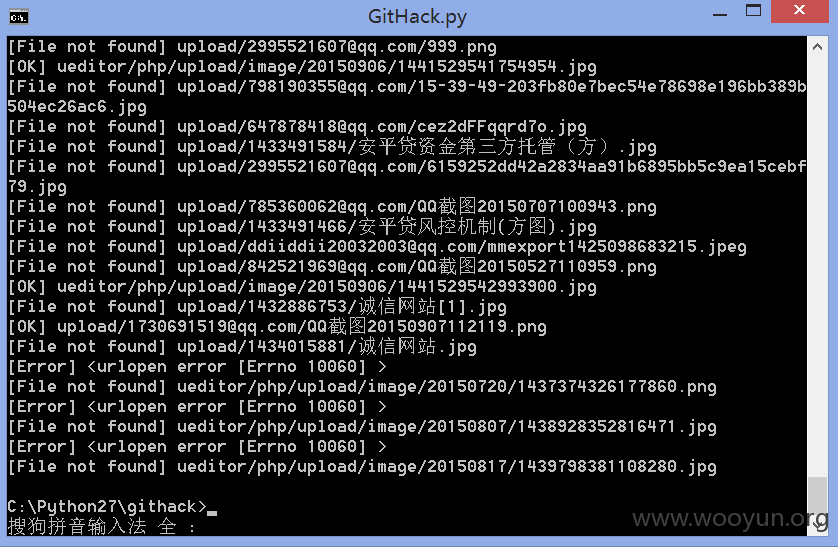 GitHack.py
[File not found] upload/2995521607@qq.com/999.png
[OK] ueditor/php/upload/image/20150906/1441529541754954.jpg
[File not found] upload/798190355@qq.com/15-39-49-203fb80e7bec54e78698e196bb389b
504ec26ac6.jpg
[File not found] upload/647878418@qq.com/cez2dFFqqrd7o.jpg
[File not found] upload/1433491584/安平贷资金第三方托管（方）.jpg
[File not found] upload/2995521607@qq.com/6159252dd42a2834aa91b6895bb5c9ea15cebf
79.jpg
[File not found] upload/785360062@qq.com/QQ截图20150707100943.png
[File not found] upload/1433491466/安平贷风控机制(方图).jpg
[File not found] upload/ddiiddii20032003@qq.com/mmexport1425098683215.jpeg
[File not found] upload/842521969@qq.com/QQ截图20150527110959.png
[OK] ueditor/php/upload/image/20150906/1441529542993900.jpg
[File not found] upload/1432886753/诚信网站[1].jpg
[OK] upload/1730691519@qq.com/QQ截图20150907112119.png
[File not found] upload/1434015881/诚信网站.jpg
[Error] <urlopen error [Errno 10060] >
[File not found] ueditor/php/upload/image/20150720/1437374326177860.png
[Error] <urlopen error [Errno 10060] >
[File not found] ueditor/php/upload/image/20150807/1438928352816471.jpg
[Error] <urlopen error [Errno 10060] >
[File not found] ueditor/php/upload/image/20150817/1439798381108280.jpg
C:\Python27\githack>
搜狗拼音输入法 全 :
www.wooyun.org